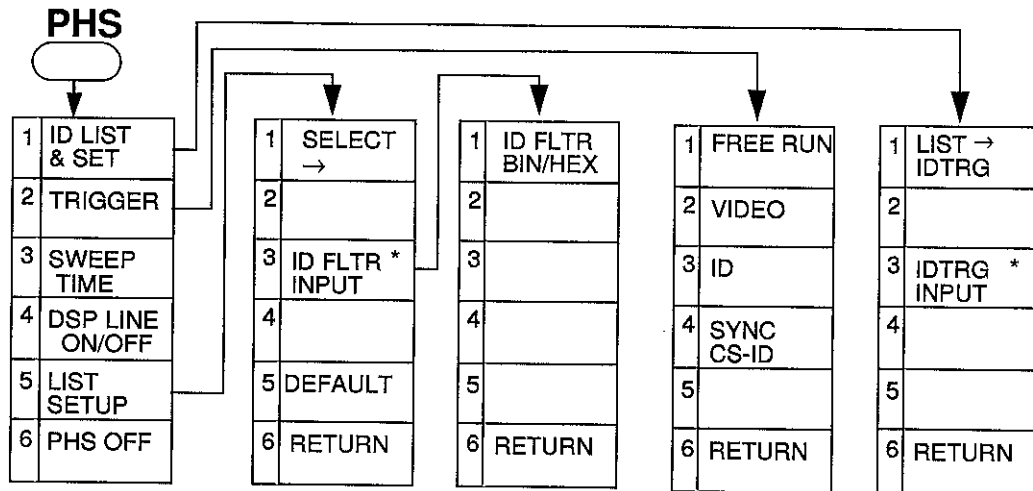 PHS
1 ID LIST
& SET
2 TRIGGER
3 SWEEP
TIME
4 DSP LINE
ON/OFF
5 LIST
SETUP
6 PHS OFF
1 SELECT
→
2
3 ID FLTR *
INPUT
4
5 DEFAULT
6 RETURN
1 ID FLTR
BIN/HEX
2
3
4
5
6 RETURN
1 FREE RUN
2 VIDEO
3 ID
4 SYNC
CS-ID
5
6 RETURN
1 LIST →
IDTRG
2
3 IDTRG *
INPUT
4
5
6 RETURN